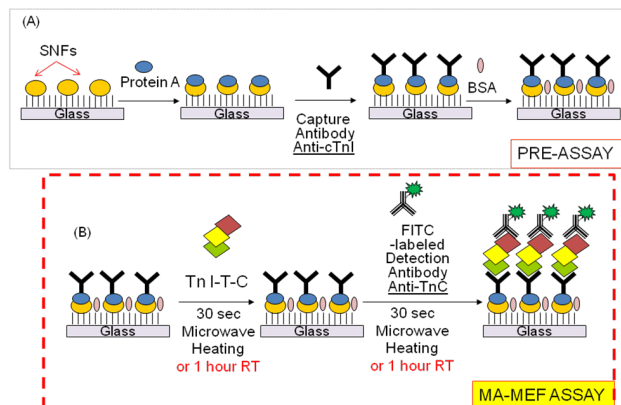 (A)
SNFs
Protein A
Capture
Antibody
Anti-cTnI
BSA
Glass
Glass
Glass
Glass
PRE-ASSAY
(B)
Tn I-T-C
30 sec
Microwave
Heating
or 1 hour RT
FITC
-labeled
Detection
Antibody
Anti-TnC
30 sec
Microwave
Heating
or 1 hour RT
Glass
Glass
Glass
MA-MEF ASSAY